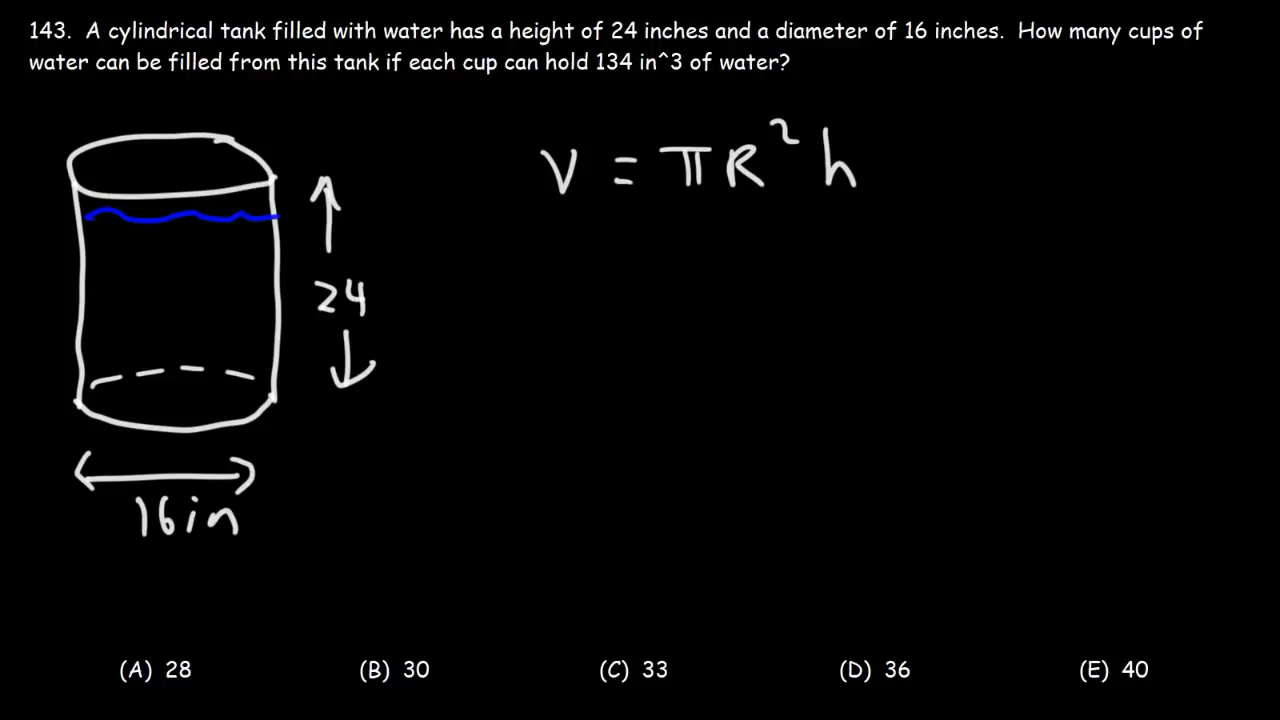 143. A cylindrical tank filled with water has a height of 24 inches and a diameter of 16 inches. How many cups of
water can be filled from this tank if each cup can hold 134 in^3 of water?
V = πR²h
24
16in
(A) 28 (B) 30 (C) 33 (D) 36 (E) 40